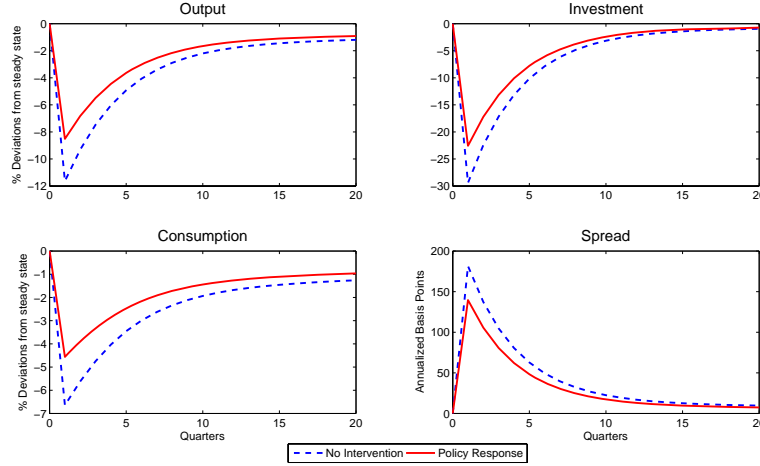 Output
% Deviations from steady state
0
−2
−4
−6
−8
−10
−12
0 5 10 15 20
Investment
0
−5
−10
−15
−20
−25
−30
0 5 10 15 20
Consumption
% Deviations from steady state
0
−1
−2
−3
−4
−5
−6
−7
0 5 10 15 20
Quarters
Spread
Annualized Basis Points
200
150
100
50
0
0 5 10 15 20
Quarters
No Intervention Policy Response